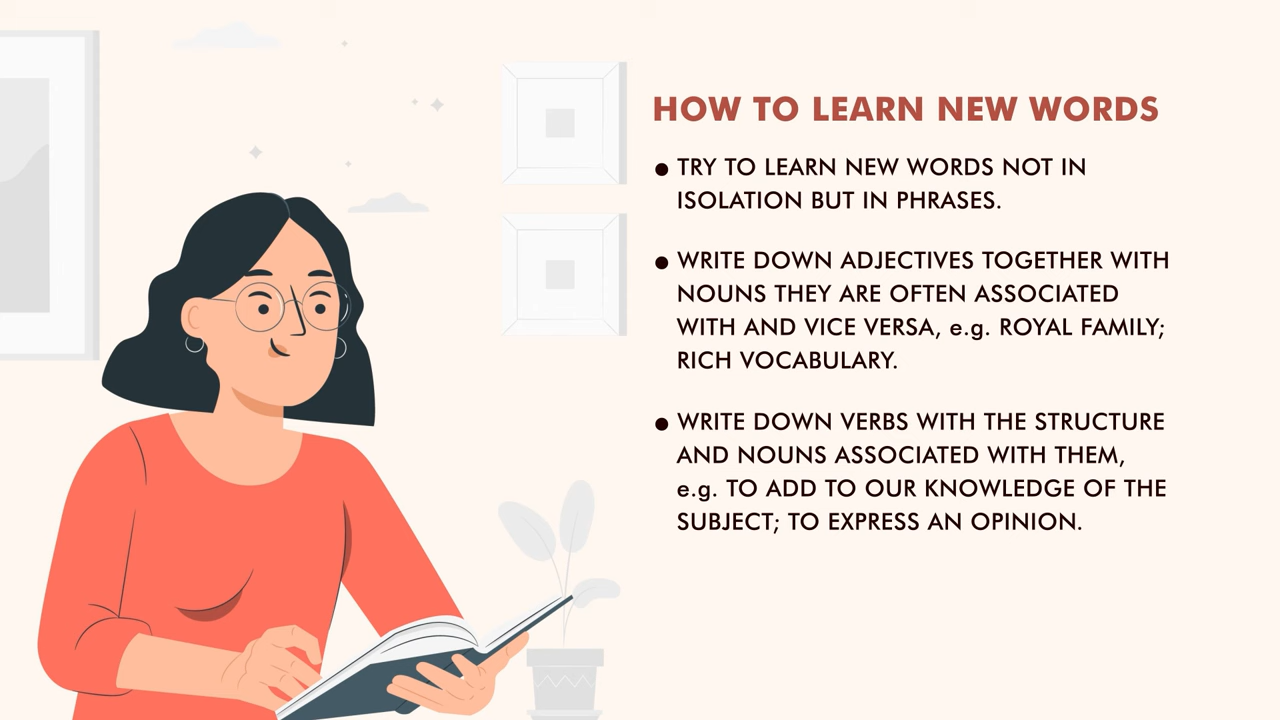 HOW TO LEARN NEW WORDS
● TRY TO LEARN NEW WORDS NOT IN
ISOLATION BUT IN PHRASES.
● WRITE DOWN ADJECTIVES TOGETHER WITH
NOUNS THEY ARE OFTEN ASSOCIATED
WITH AND VICE VERSA, e.g. ROYAL FAMILY;
RICH VOCABULARY.
● WRITE DOWN VERBS WITH THE STRUCTURE
AND NOUNS ASSOCIATED WITH THEM,
e.g. TO ADD TO OUR KNOWLEDGE OF THE
SUBJECT; TO EXPRESS AN OPINION.